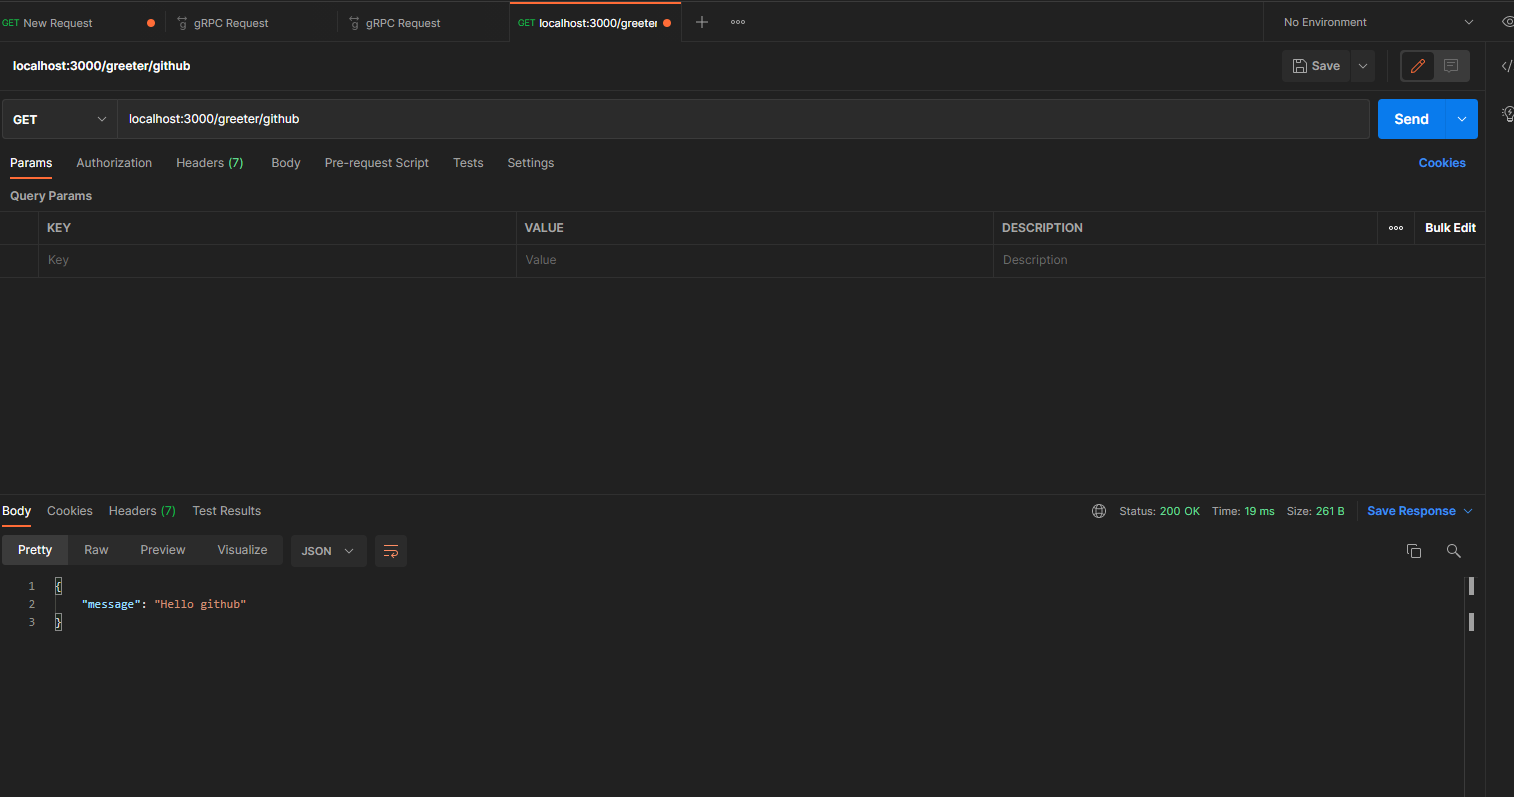 GET New Request gRPC Request gRPC Request GET localhost:3000/greeter No Environment
localhost:3000/greeter/github Save
GET localhost:3000/greeter/github Send
Params Authorization Headers (7) Body Pre-request Script Tests Settings Cookies
Query Params
KEY VALUE DESCRIPTION Bulk Edit
Key Value Description
Body Cookies Headers (7) Test Results Status: 200 OK Time: 19 ms Size: 261 B Save Response
Pretty Raw Preview Visualize JSON
1 {
2 "message": "Hello github"
3 }